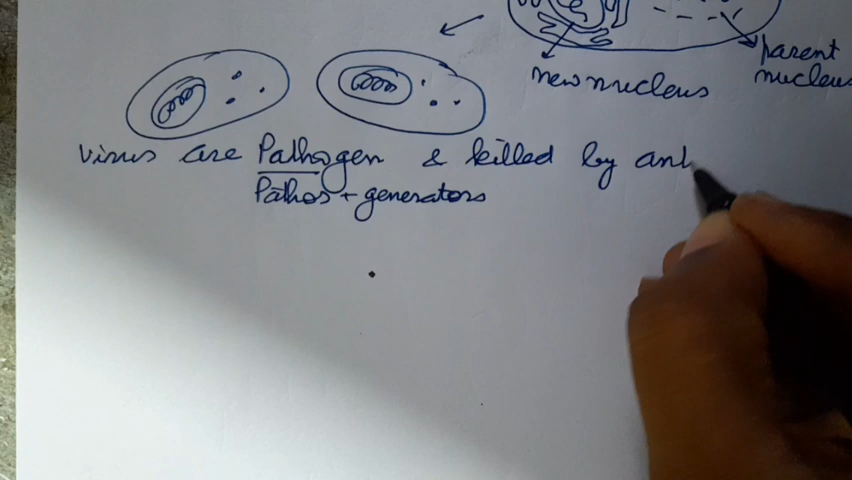 parent
new nucleus nucleus
virus are Pathogen & killed by ant
Pathos + generators